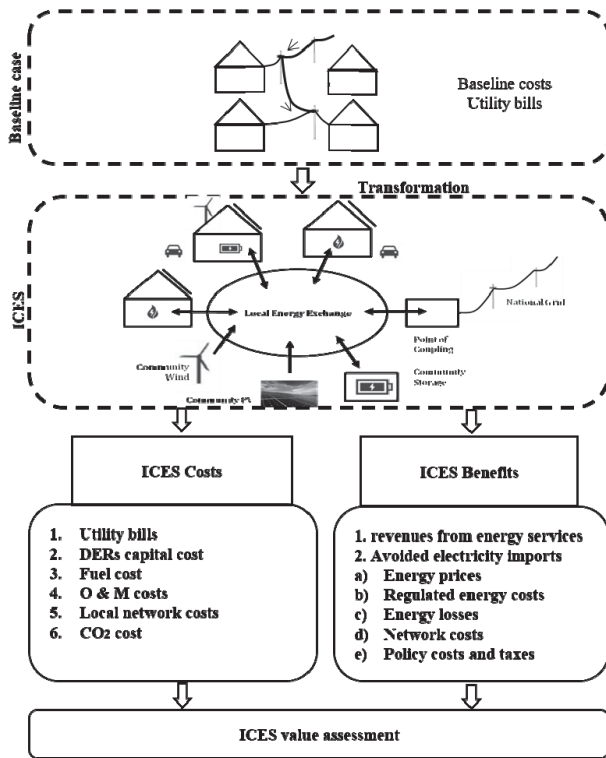 Baseline case
Baseline costs
Utility bills
Transformation
ICES
Local Energy Exchange
National Grid
Point of
Coupling
Community
Wind
Community PV
Community
Storage
ICES Costs
ICES Benefits
1. Utility bills
2. DERs capital cost
3. Fuel cost
4. O & M costs
5. Local network costs
6. CO2 cost
1. revenues from energy services
2. Avoided electricity imports
a) Energy prices
b) Regulated energy costs
c) Energy losses
d) Network costs
e) Policy costs and taxes
ICES value assessment